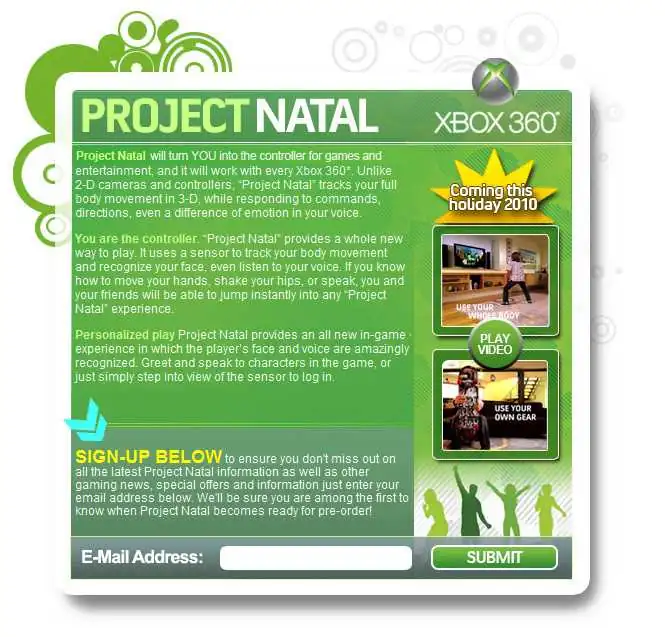 PROJECT NATAL
XBOX 360®
Project Natal will turn YOU into the controller for games and
entertainment, and it will work with every Xbox 360*. Unlike
2-D cameras and controllers, “Project Natal” tracks your full
body movement in 3-D, while responding to commands,
directions, even a difference of emotion in your voice.
You are the controller. “Project Natal” provides a whole new
way to play. It uses a sensor to track your body movement
and recognize your face, even listen to your voice. If you know
how to move your hands, shake your hips, or speak, you and
your friends will be able to jump instantly into any “Project
Natal” experience.
Personalized play Project Natal provides an all new in-game
experience in which the player's face and voice are amazingly
recognized. Greet and speak to characters in the game, or
just simply step into view of the sensor to log in.
Coming this
holiday 2010
USE YOUR
WHOLE BODY
PLAY
VIDEO
USE YOUR
OWN GEAR
SIGN-UP BELOW to ensure you don't miss out on
all the latest Project Natal information as well as other
gaming news, special offers and information just enter your
email address below. We'll be sure you are among the first to
know when Project Natal becomes ready for pre-order!
E-Mail Address:
SUBMIT